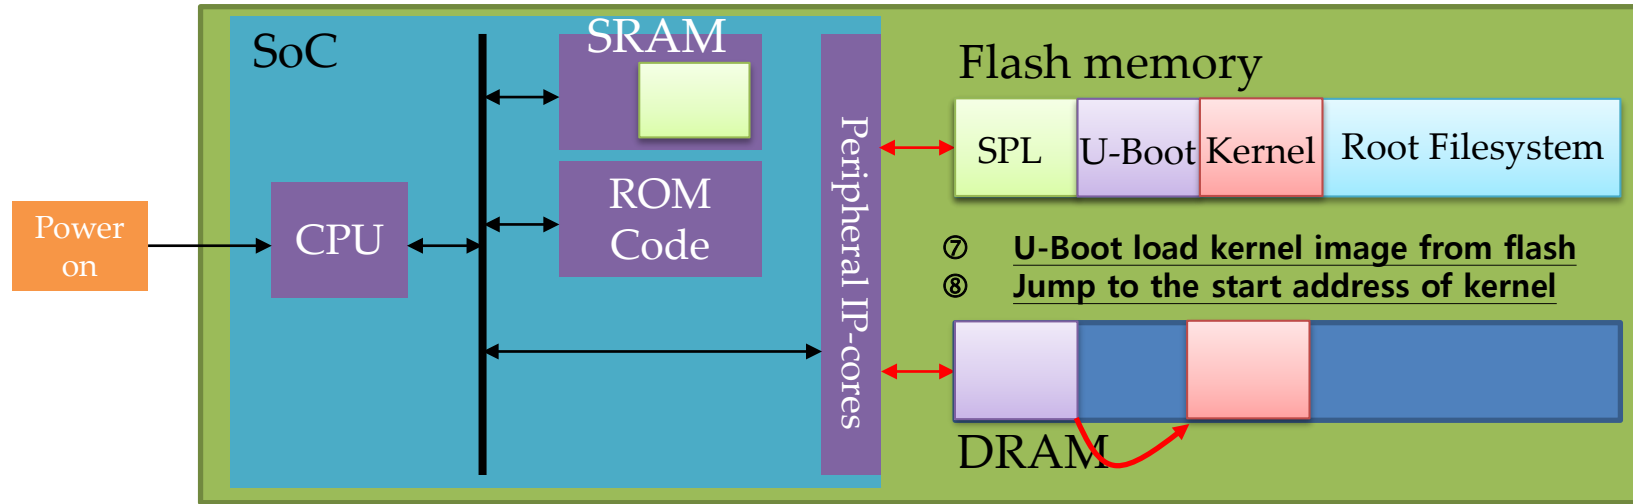 SoC
SRAM
Flash memory
SPL
U-Boot
Kernel
Root Filesystem
Peripheral IP-cores
ROM
Code
Power
on
CPU
⑦ U-Boot load kernel image from flash
⑧ Jump to the start address of kernel
DRAM